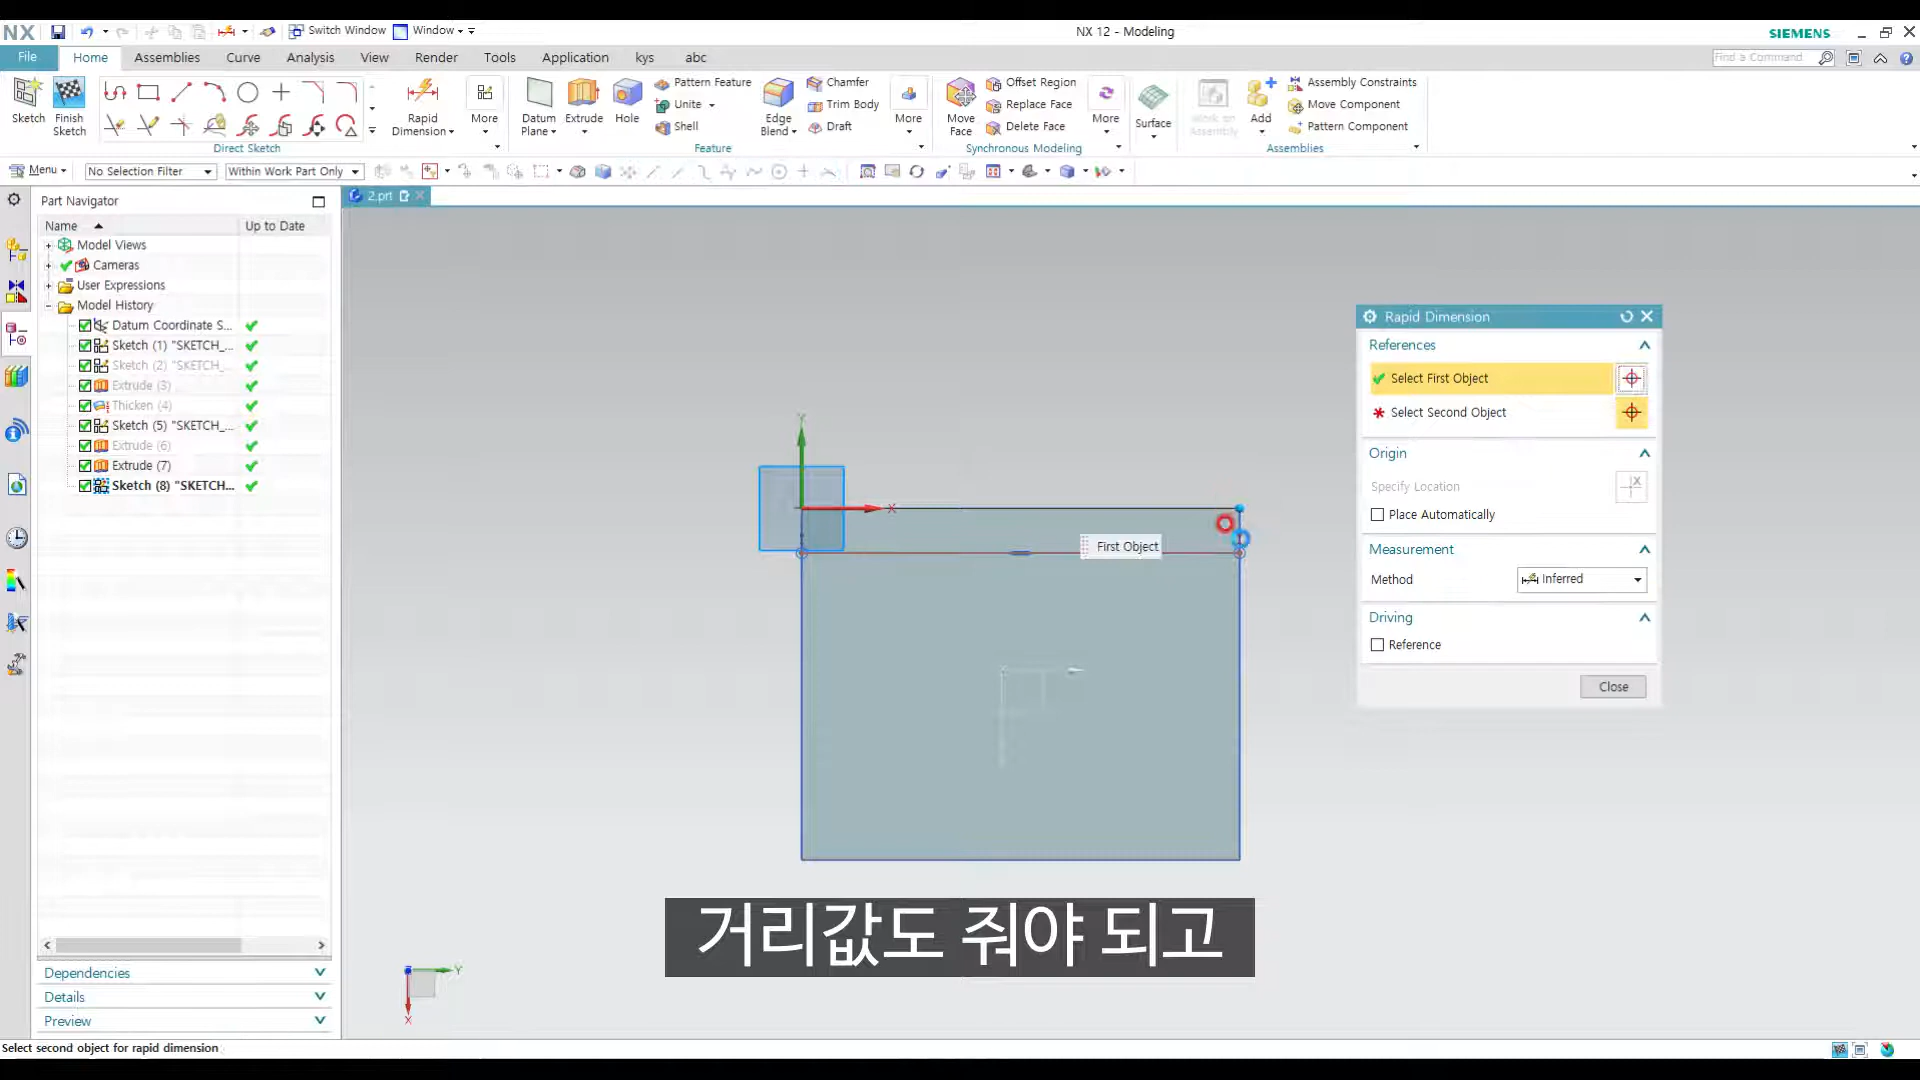 NX
Switch Window
Window
NX 12 - Modeling
SIEMENS
File
Home
Assemblies
Curve
Analysis
View
Render
Tools
Application
kys
abc
Find a Command
Sketch
Finish Sketch
Rapid Dimension
More
Direct Sketch
Datum Plane
Extrude
Hole
Pattern Feature
Unite
Shell
Edge Blend
Chamfer
Trim Body
Draft
More
Feature
Move Face
Offset Region
Replace Face
Delete Face
More
Synchronous Modeling
Surface
Work on Assembly
Add
Assembly Constraints
Move Component
Pattern Component
Assemblies
Menu
No Selection Filter
Within Work Part Only
Part Navigator
2.prt
Name
Up to Date
Model Views
Cameras
User Expressions
Model History
Datum Coordinate S...
Sketch (1) "SKETCH_...
Sketch (2) "SKETCH_...
Extrude (3)
Thicken (4)
Sketch (5) "SKETCH_...
Extrude (6)
Extrude (7)
Sketch (8) "SKETCH...
Dependencies
Details
Preview
Y
X
First Object
Y
X
Rapid Dimension
References
Select First Object
Select Second Object
Origin
Specify Location
Place Automatically
Measurement
Method
Inferred
Driving
Reference
Close
거리값도 줘야 되고
Select second object for rapid dimension